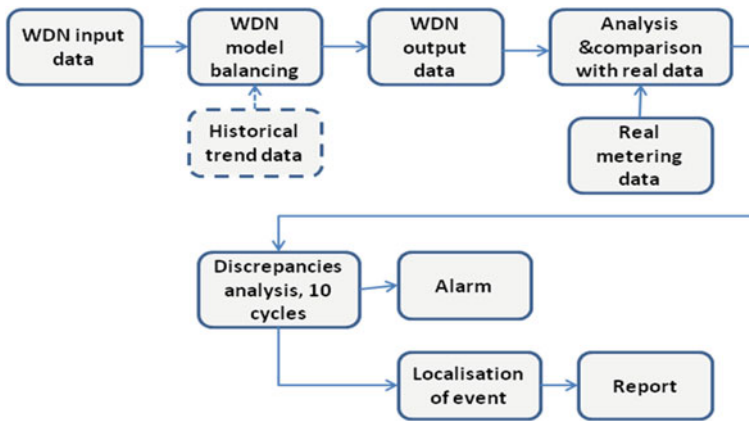 WDN input
data
WDN
model
balancing
WDN
output
data
Analysis
&comparison
with real data
Historical
trend data
Real
metering
data
Discrepancies
analysis, 10
cycles
Alarm
Localisation
of event
Report